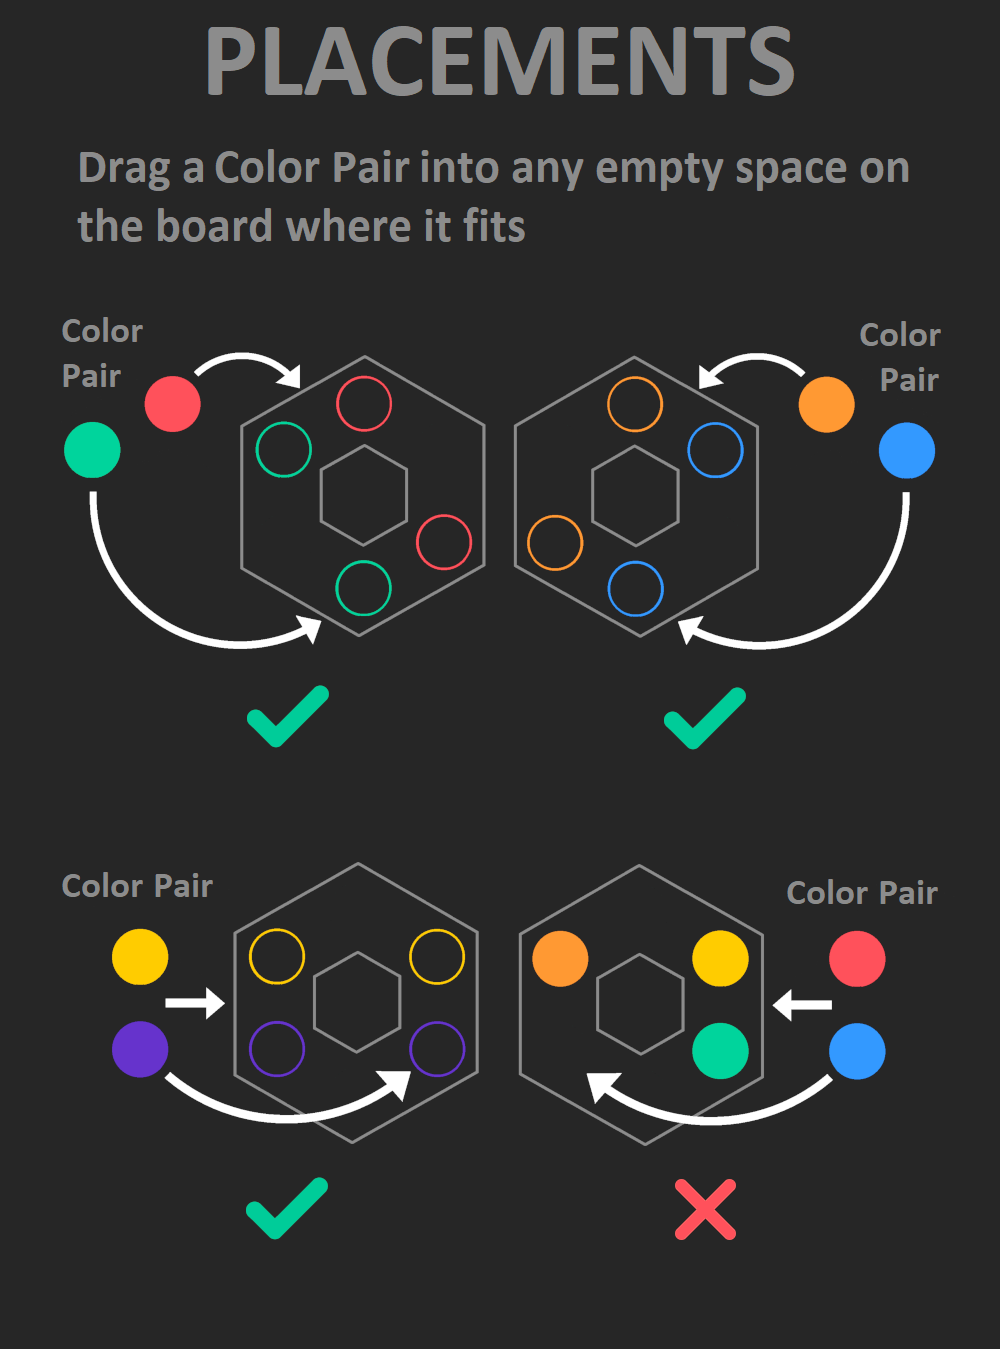 PLACEMENTS
Drag a Color Pair into any empty space on
the board where it fits
Color
Pair
Color
Pair
Color Pair
Color Pair